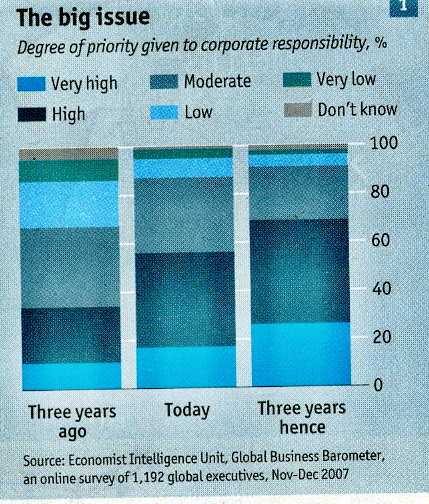 1
The big issue
Degree of priority given to corporate responsibility, %
Very high
Moderate
Very low
High
Low
Don't know
100
80
60
40
20
0
Three years ago
Today
Three years hence
Source: Economist Intelligence Unit, Global Business Barometer,
an online survey of 1,192 global executives, Nov-Dec 2007